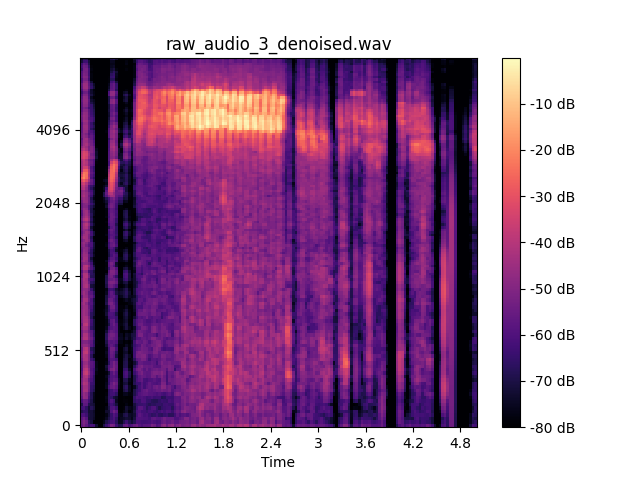 raw_audio_3_denoised.wav
Hz
4096
2048
1024
512
0
0 0.6 1.2 1.8 2.4 3 3.6 4.2 4.8
Time
-10 dB
-20 dB
-30 dB
-40 dB
-50 dB
-60 dB
-70 dB
-80 dB